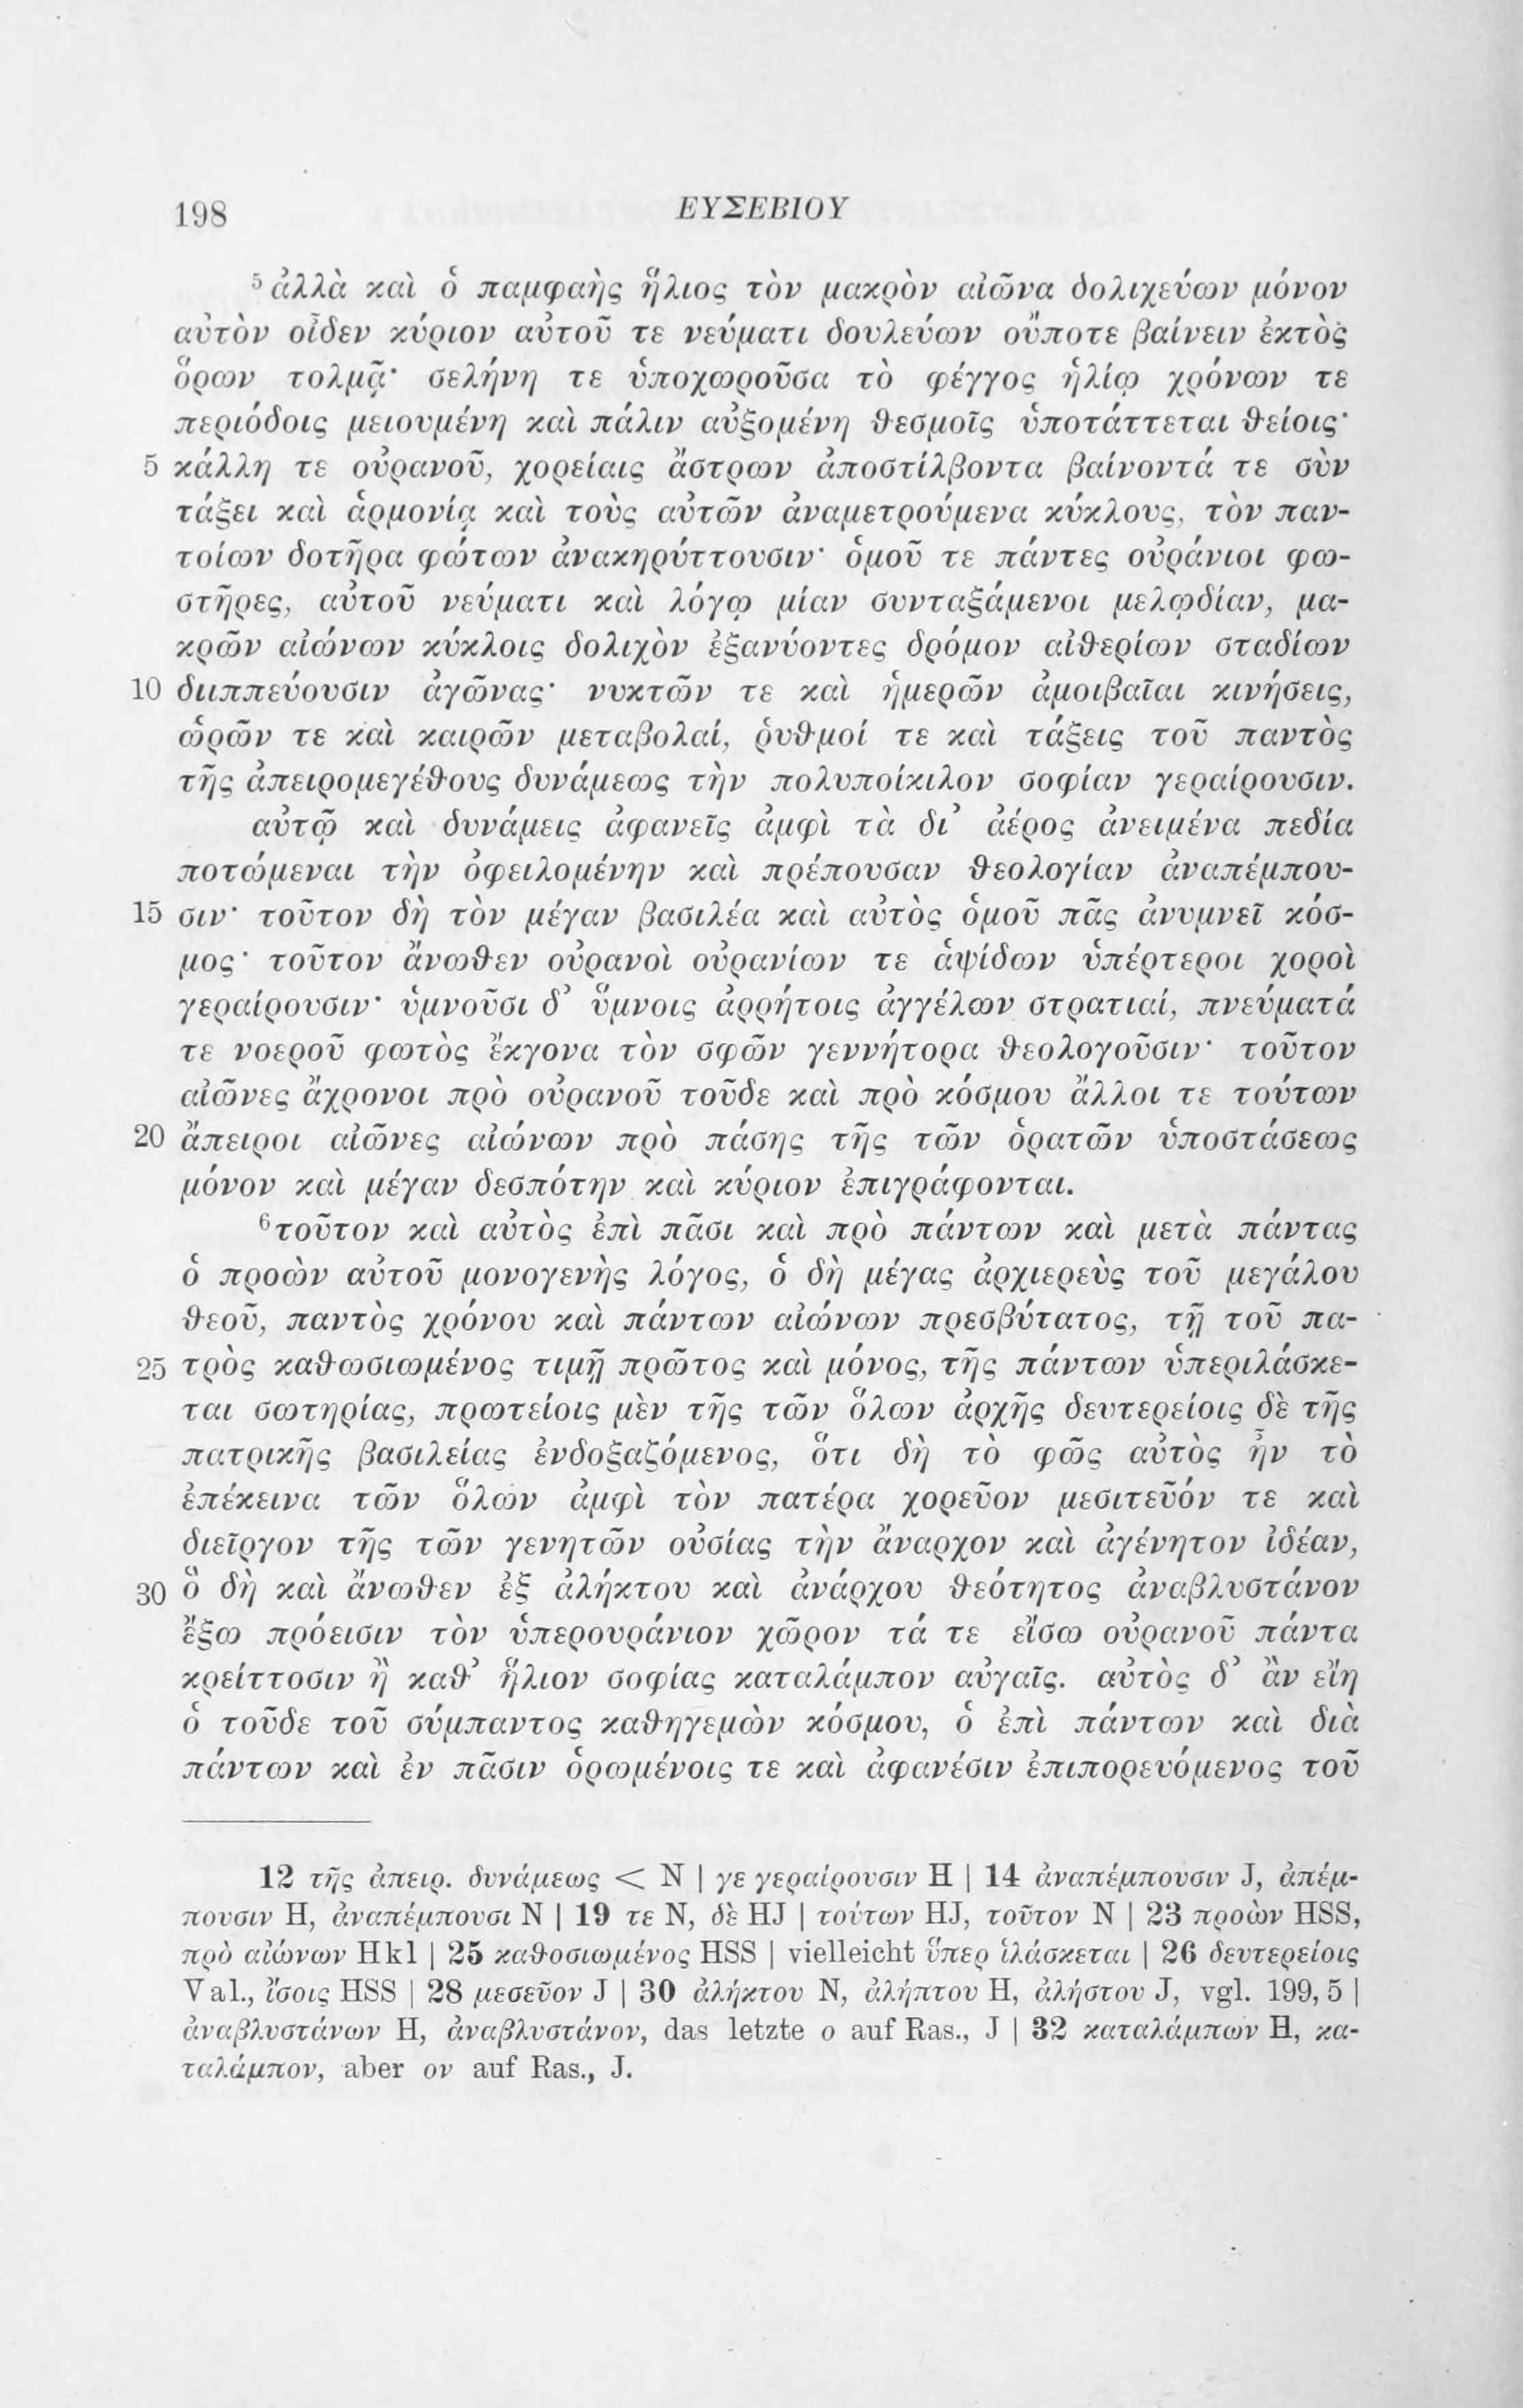 198 ΕΥΣΕΒΙΟΥ
⁵ ἀλλὰ καὶ ὁ παμφαὴς ἥλιος τὸν μακρὸν αἰῶνα δολιχεύων μόνον
αὐτὸν οἶδεν κύριον αὐτοῦ τε νεύματι δουλεύων οὔποτε βαίνειν ἐκτὸς
ὅρων τολμᾷ· σελήνη τε ὑποχωροῦσα τὸ φέγγος ἡλίῳ χρόνων τε
περιόδοις μειουμένη καὶ πάλιν αὐξομένη θεσμοῖς ὑποτάττεται θείοις·
5 κάλλη τε οὐρανοῦ, χορείαις ἄστρων ἀποστίλβοντα βαίνοντά τε σὺν
τάξει καὶ ἁρμονίᾳ καὶ τοὺς αὐτῶν ἀναμετρούμενα κύκλους, τὸν παν-
τοίων δοτῆρα φώτων ἀνακηρύττουσιν· ὁμοῦ τε πάντες οὐράνιοι φω-
στῆρες, αὐτοῦ νεύματι καὶ λόγῳ μίαν συνταξάμενοι μελῳδίαν, μα-
κρῶν αἰώνων κύκλοις δολιχὸν ἐξανύοντες δρόμον αἰθερίων σταδίων
10 διιππεύουσιν ἀγῶνας· νυκτῶν τε καὶ ἡμερῶν ἀμοιβαῖαι κινήσεις,
ὡρῶν τε καὶ καιρῶν μεταβολαί, ῥυθμοί τε καὶ τάξεις τοῦ παντὸς
τῆς ἀπειρομεγέθους δυνάμεως τὴν πολυποίκιλον σοφίαν γεραίρουσιν.
αὐτῷ καὶ δυνάμεις ἀφανεῖς ἀμφὶ τὰ δι’ ἀέρος ἀνειμένα πεδία
ποτώμεναι τὴν ὀφειλομένην καὶ πρέπουσαν θεολογίαν ἀναπέμπου-
15 σιν· τοῦτον δὴ τὸν μέγαν βασιλέα καὶ αὐτὸς ὁμοῦ πᾶς ἀνυμνεῖ κόσ-
μος· τοῦτον ἄνωθεν οὐρανοὶ οὐρανίων τε ἁψίδων ὑπέρτεροι χοροὶ
γεραίρουσιν· ὑμνοῦσι δ’ ὕμνοις ἀρρήτοις ἀγγέλων στρατιαί, πνεύματά
τε νοεροῦ φωτὸς ἔκγονα τὸν σφῶν γεννήτορα θεολογοῦσιν· τοῦτον
αἰῶνες ἄχρονοι πρὸ οὐρανοῦ τοῦδε καὶ πρὸ κόσμου ἄλλοι τε τούτων
20 ἄπειροι αἰῶνες αἰώνων πρὸ πάσης τῆς τῶν ὁρατῶν ὑποστάσεως
μόνον καὶ μέγαν δεσπότην καὶ κύριον ἐπιγράφονται.
⁶ τοῦτον καὶ αὐτὸς ἐπὶ πᾶσι καὶ πρὸ πάντων καὶ μετὰ πάντας
ὁ προὼν αὐτοῦ μονογενὴς λόγος, ὁ δὴ μέγας ἀρχιερεὺς τοῦ μεγάλου
θεοῦ, παντὸς χρόνου καὶ πάντων αἰώνων πρεσβύτατος, τῇ τοῦ πα-
25 τρὸς καθωσιωμένος τιμῇ πρῶτος καὶ μόνος, τῆς πάντων ὑπεριλάσκε-
ται σωτηρίας, πρωτείοις μὲν τῆς τῶν ὅλων ἀρχῆς δευτερείοις δὲ τῆς
πατρικῆς βασιλείας ἐνδοξαζόμενος, ὅτι δὴ τὸ φῶς αὐτὸς ἦν τὸ
ἐπέκεινα τῶν ὅλων ἀμφὶ τὸν πατέρα χορεῦον μεσιτεῦόν τε καὶ
διεῖργον τῆς τῶν γενητῶν οὐσίας τὴν ἄναρχον καὶ ἀγένητον ἰδέαν,
30 ὃ δὴ καὶ ἄνωθεν ἐξ ἀλήκτου καὶ ἀνάρχου θεότητος ἀναβλυστάνον
ἔξω πρόεισιν τὸν ὑπερουράνιον χῶρον τά τε εἴσω οὐρανοῦ πάντα
κρείττοσιν ἢ καθ’ ἥλιον σοφίας καταλάμπον αὐγαῖς. αὐτὸς δ’ ἂν εἴη
ὁ τοῦδε τοῦ σύμπαντος καθηγεμὼν κόσμου, ὁ ἐπὶ πάντων καὶ διὰ
πάντων καὶ ἐν πᾶσιν ὁρωμένοις τε καὶ ἀφανέσιν ἐπιπορευόμενος τοῦ
12 τῆς ἀπειρ. δυνάμεως < N | γε γεραίρουσιν H | 14 ἀναπέμπουσιν J, ἀπέμ-
πουσιν H, ἀναπέμπουσι N | 19 τε N, δὲ HJ | τούτων HJ, τοῦτον N | 23 προὼν HSS,
πρὸ αἰώνων Hkl | 25 καθοσιωμένος HSS | vielleicht ὕπερ ἱλάσκεται | 26 δευτερείοις
Val., ἴσοις HSS | 28 μεσεῦον J | 30 ἀλήκτου N, ἀλήπτου H, ἀλήστου J, vgl. 199, 5 |
ἀναβλυστάνων H, ἀναβλυστάνον, das letzte ο auf Ras., J | 32 καταλάμπων H, κα-
ταλάμπον, aber ον auf Ras., J.